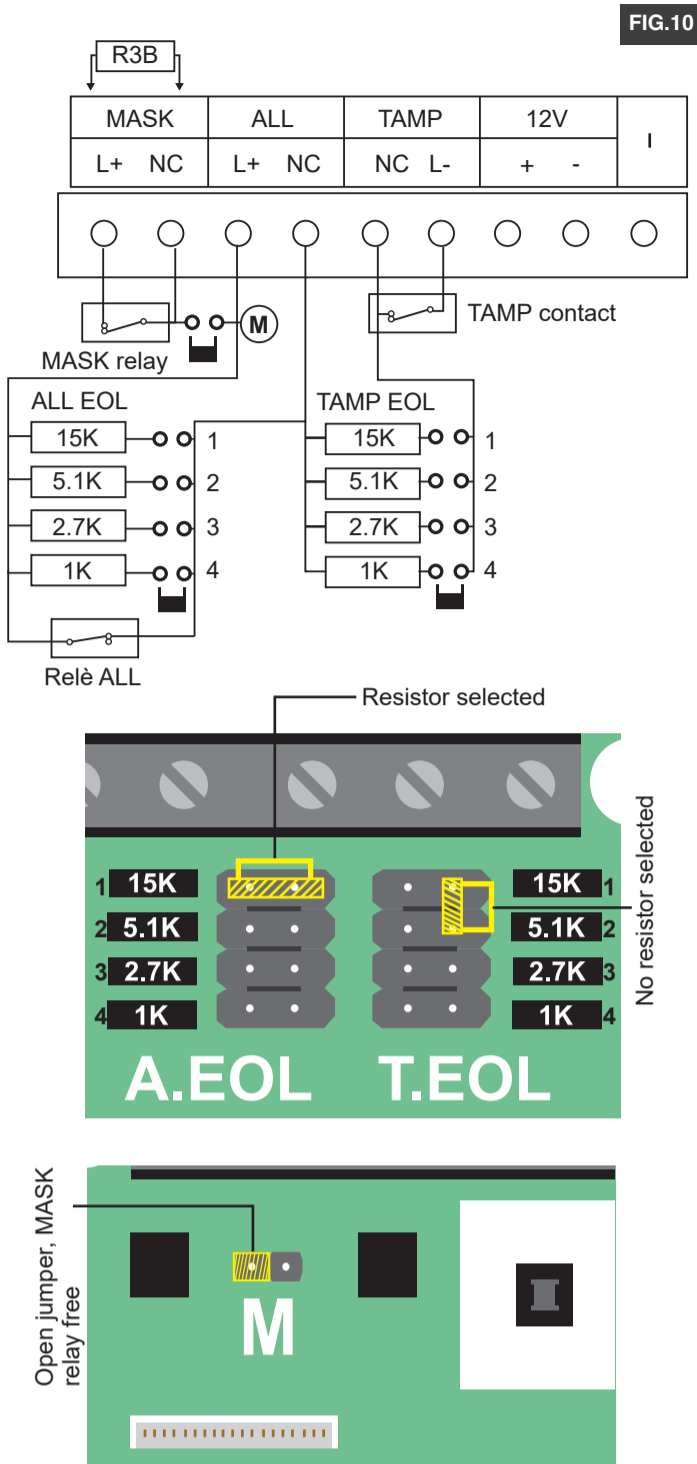 FIG.10
R3B
MASK ALL TAMP 12V I
L+ NC L+ NC NC L- + -
TAMP contact
M
MASK relay
ALL EOL TAMP EOL
15K 1 15K 1
5.1K 2 5.1K 2
2.7K 3 2.7K 3
1K 4 1K 4
Relè ALL
Resistor selected
No resistor selected
1 15K 15K 1
2 5.1K 5.1K 2
3 2.7K 2.7K 3
4 1K 1K 4
A.EOL T.EOL
Open jumper, MASK
relay free
M